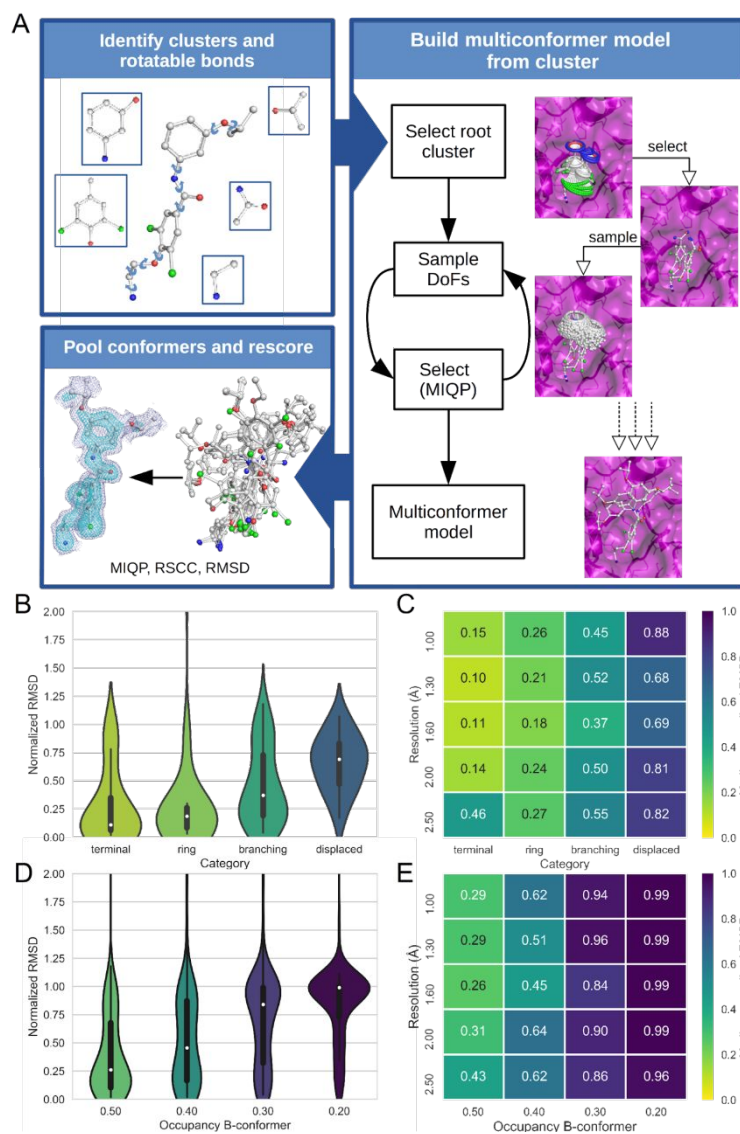 A
Identify clusters and
rotatable bonds
Build multiconformer model
from cluster
Select root
cluster
select
Sample
DoFs
sample
Select
(MIQP)
Multiconformer
model
Pool conformers and rescore
MIQP, RSCC, RMSD
B
Normalized RMSD
2.00
1.75
1.50
1.25
1.00
0.75
0.50
0.25
0.00
terminal ring branching displaced
Category
C
Resolution (Å)
1.00 0.15 0.26 0.45 0.88
1.30 0.10 0.21 0.52 0.68
1.60 0.11 0.18 0.37 0.69
2.00 0.14 0.24 0.50 0.81
2.50 0.46 0.27 0.55 0.82
terminal ring branching displaced
Category
1.0
0.8
0.6
0.4
0.2
0.0
D
Normalized RMSD
2.00
1.75
1.50
1.25
1.00
0.75
0.50
0.25
0.00
0.50 0.40 0.30 0.20
Occupancy B-conformer
E
Resolution (Å)
1.00 0.29 0.62 0.94 0.99
1.30 0.29 0.51 0.96 0.99
1.60 0.26 0.45 0.84 0.99
2.00 0.31 0.64 0.90 0.99
2.50 0.43 0.62 0.86 0.96
0.50 0.40 0.30 0.20
Occupancy B-conformer
1.0
0.8
0.6
0.4
0.2
0.0